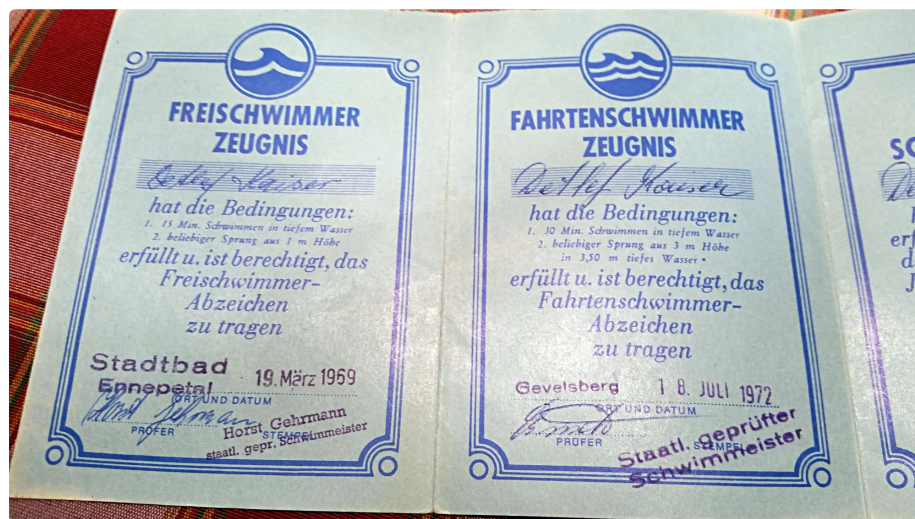 FREISCHWIMMER
ZEUGNIS
Detlef Kaiser
hat die Bedingungen:
1. 15 Min. Schwimmen in tiefem Wasser
2. beliebiger Sprung aus 1 m Höhe
erfüllt u. ist berechtigt, das
Freischwimmer-
Abzeichen
zu tragen
Stadtbad
Ennepetal 19. März 1969
ORT UND DATUM
Horst Gehrmann
PRÜFER STEMPEL
Horst Gehrmann
staatl. gepr. Schwimmeister
FAHRTENSCHWIMMER
ZEUGNIS
Detlef Kaiser
hat die Bedingungen:
1. 30 Min. Schwimmen in tiefem Wasser
2. beliebiger Sprung aus 3 m Höhe
in 3,50 m tiefes Wasser
erfüllt u. ist berechtigt, das
Fahrtenschwimmer-
Abzeichen
zu tragen
Gevelsberg 18. JULI 1972
ORT UND DATUM
PRÜFER STEMPEL
Staatl. geprüfter
Schwimmeister
SC
erf
d